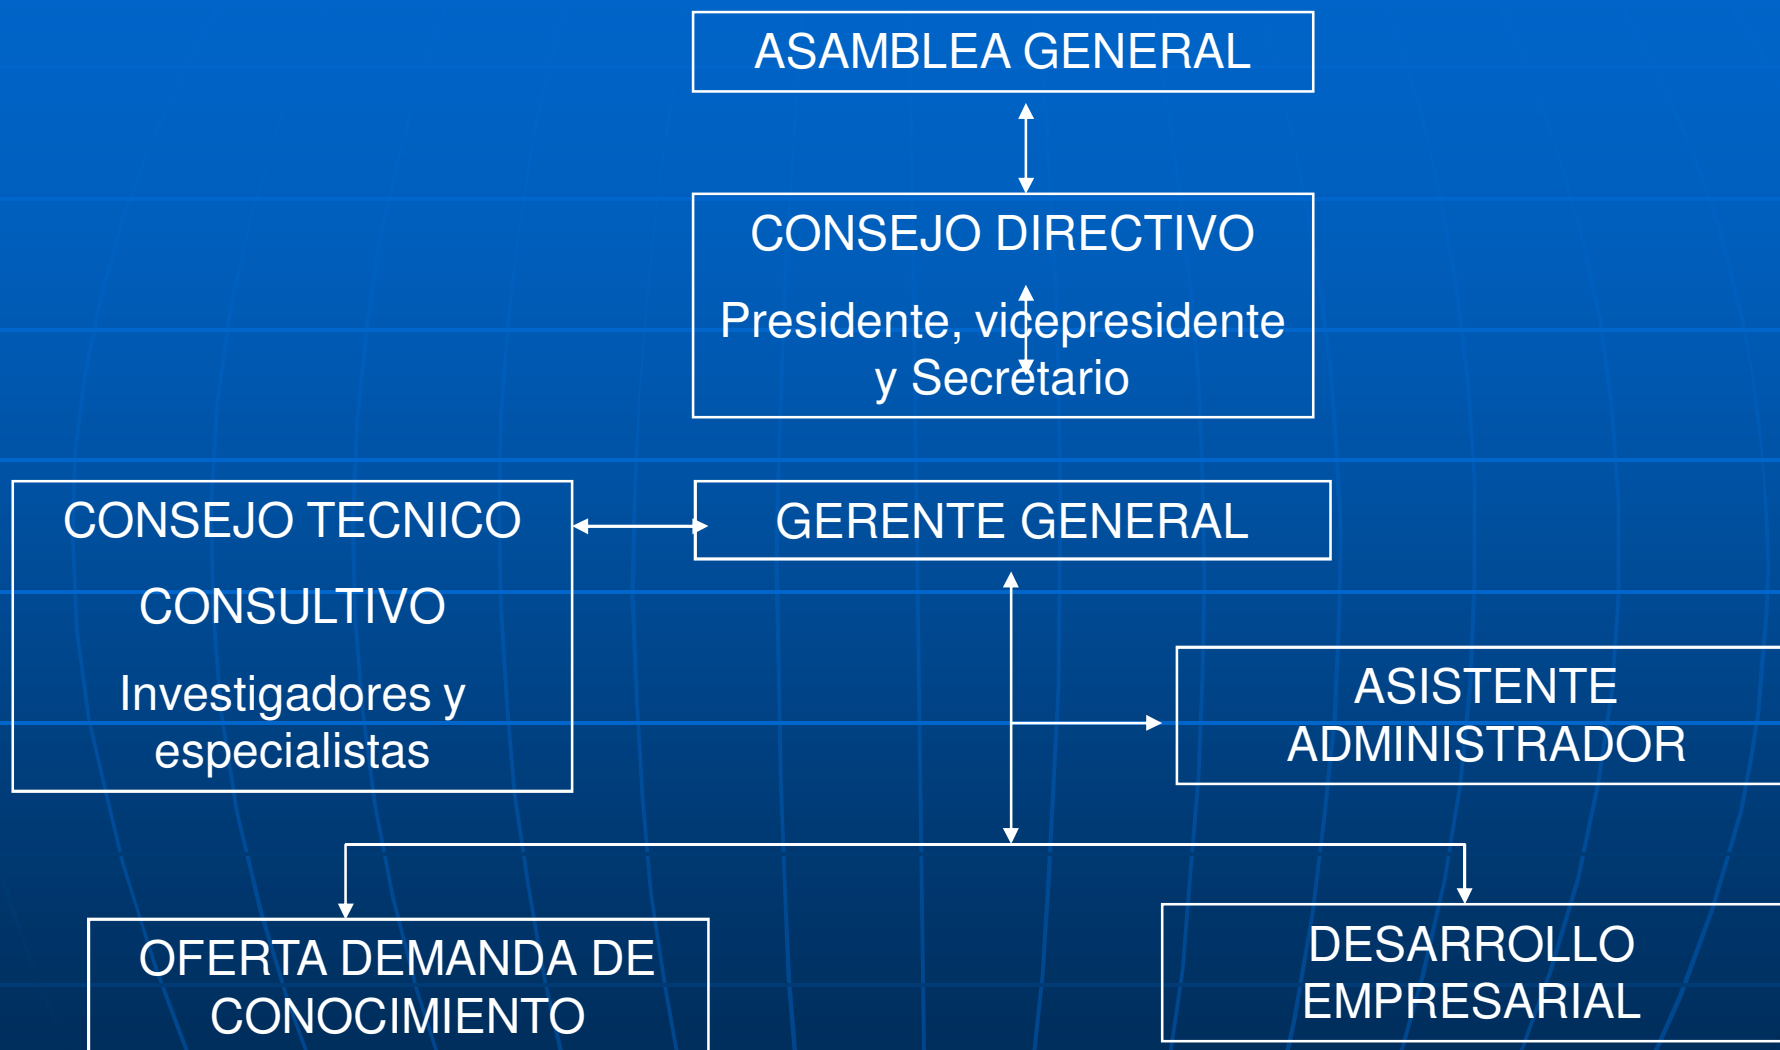 ASAMBLEA GENERAL
CONSEJO DIRECTIVO
Presidente, vicepresidente
y Secretario
CONSEJO TECNICO
CONSULTIVO
Investigadores y
especialistas
GERENTE GENERAL
ASISTENTE
ADMINISTRADOR
OFERTA DEMANDA DE
CONOCIMIENTO
DESARROLLO
EMPRESARIAL